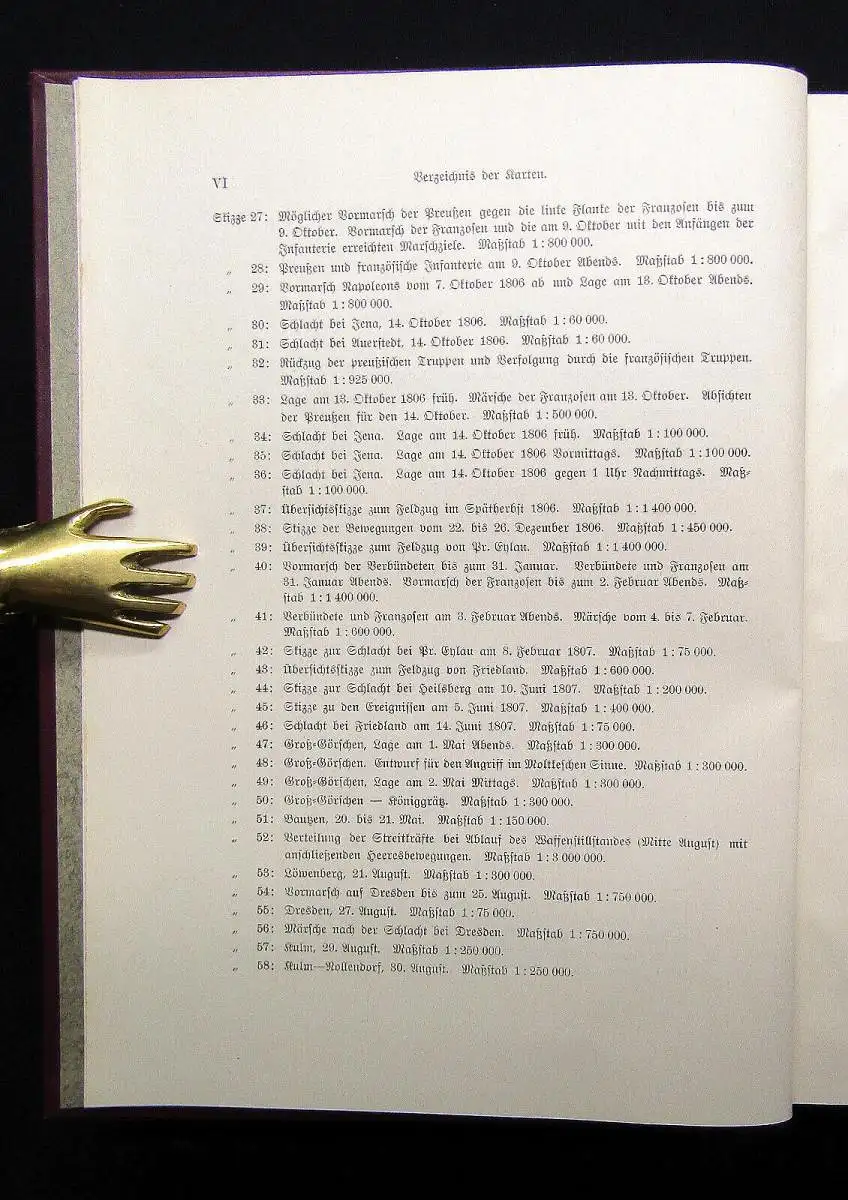 VI
Verzeichnis der Karten.
Skizze 27: Möglicher Vormarsch der Preußen gegen die linke Flanke der Franzosen bis zum
9. Oktober. Vormarsch der Franzosen und die am 9. Oktober mit den Anfängen der
Infanterie erreichten Marschziele. Maßstab 1:800 000.
„ 28: Preußen und französische Infanterie am 9. Oktober Abends. Maßstab 1:800 000.
„ 29: Vormarsch Napoleons vom 7. Oktober 1806 ab und Lage am 13. Oktober Abends.
Maßstab 1:800 000.
„ 30: Schlacht bei Jena, 14. Oktober 1806. Maßstab 1:60 000.
„ 31: Schlacht bei Auerstedt, 14. Oktober 1806. Maßstab 1:60 000.
„ 32: Rückzug der preußischen Truppen und Verfolgung durch die französischen Truppen.
Maßstab 1:925 000.
„ 33: Lage am 13. Oktober 1806 früh. Märsche der Franzosen am 13. Oktober. Absichten
der Preußen für den 14. Oktober. Maßstab 1:500 000.
„ 34: Schlacht bei Jena. Lage am 14. Oktober 1806 früh. Maßstab 1:100 000.
„ 35: Schlacht bei Jena. Lage am 14. Oktober 1806 Vormittags. Maßstab 1:100 000.
„ 36: Schlacht bei Jena. Lage am 14. Oktober 1806 gegen 1 Uhr Nachmittags. Maß-
stab 1:100 000.
„ 37: Übersichtsskizze zum Feldzug im Spätherbst 1806. Maßstab 1:1 400 000.
„ 38: Skizze der Bewegungen vom 22. bis 26. Dezember 1806. Maßstab 1:450 000.
„ 39: Übersichtsskizze zum Feldzug von Pr. Eylau. Maßstab 1:1 400 000.
„ 40: Vormarsch der Verbündeten bis zum 31. Januar. Verbündete und Franzosen am
31. Januar Abends. Vormarsch der Franzosen bis zum 2. Februar Abends. Maß-
stab 1:1 400 000.
„ 41: Verbündete und Franzosen am 3. Februar Abends. Märsche vom 4. bis 7. Februar.
Maßstab 1:600 000.
„ 42: Skizze zur Schlacht bei Pr. Eylau am 8. Februar 1807. Maßstab 1:75 000.
„ 43: Übersichtsskizze zum Feldzug von Friedland. Maßstab 1:600 000.
„ 44: Skizze zur Schlacht bei Heilsberg am 10. Juni 1807. Maßstab 1:200 000.
„ 45: Skizze zu den Ereignissen am 5. Juni 1807. Maßstab 1:400 000.
„ 46: Schlacht bei Friedland am 14. Juni 1807. Maßstab 1:75 000.
„ 47: Groß-Görschen, Lage am 1. Mai Abends. Maßstab 1:300 000.
„ 48: Groß-Görschen. Entwurf für den Angriff im Moltkeschen Sinne. Maßstab 1:300 000.
„ 49: Groß-Görschen, Lage am 2. Mai Mittags. Maßstab 1:300 000.
„ 50: Groß-Görschen — Königgrätz. Maßstab 1:300 000.
„ 51: Bautzen, 20. bis 21. Mai. Maßstab 1:150 000.
„ 52: Verteilung der Streitkräfte bei Ablauf des Waffenstillstandes (Mitte August) mit
anschließenden Heeresbewegungen. Maßstab 1:3 000 000.
„ 53: Löwenberg, 21. August. Maßstab 1:300 000.
„ 54: Vormarsch auf Dresden bis zum 25. August. Maßstab 1:750 000.
„ 55: Dresden, 27. August. Maßstab 1:75 000.
„ 56: Märsche nach der Schlacht bei Dresden. Maßstab 1:750 000.
„ 57: Kulm, 29. August. Maßstab 1:250 000.
„ 58: Kulm—Nollendorf, 30. August. Maßstab 1:250 000.